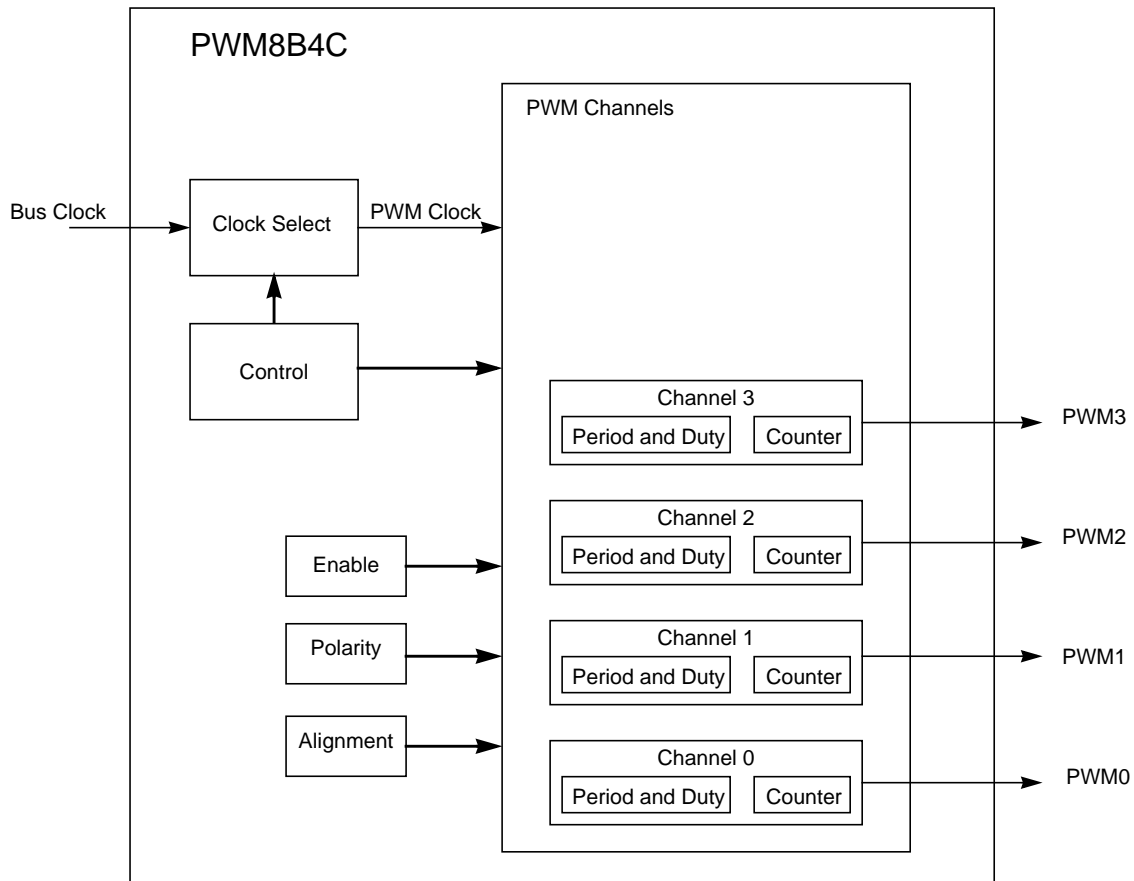 PWM8B4C
PWM Channels
Bus Clock
Clock Select
PWM Clock
Control
Channel 3
Period and Duty
Counter
PWM3
Channel 2
Period and Duty
Counter
PWM2
Enable
Channel 1
Period and Duty
Counter
PWM1
Polarity
Alignment
Channel 0
Period and Duty
Counter
PWM0